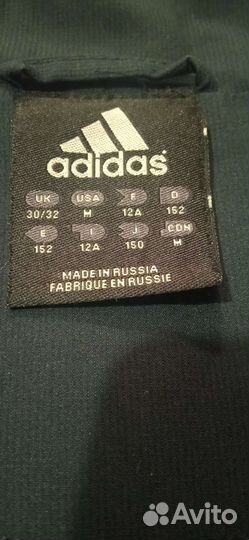 adidas
UK USA F D
30/32 M 12A 152
E I J CDN
152 12A 150 M
MADE IN RUSSIA
FABRIQUE EN RUSSIE
Avito